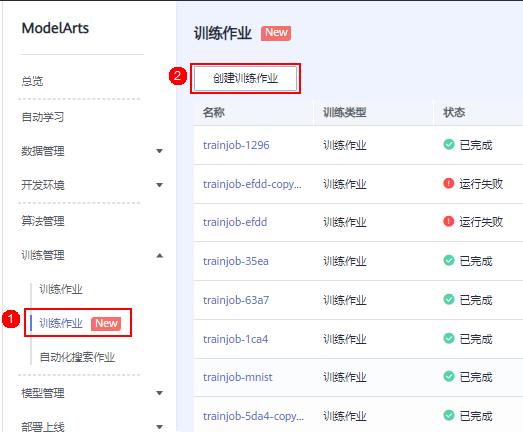 ModelArts
总览
自动学习
数据管理
开发环境
算法管理
训练管理
训练作业
1
训练作业 New
自动化搜索作业
模型管理
部署上线
训练作业 New
2
创建训练作业
名称 训练类型 状态
trainjob-1296 训练作业 已完成
trainjob-efdd-copy... 训练作业 运行失败
trainjob-efdd 训练作业 运行失败
trainjob-35ea 训练作业 已完成
trainjob-63a7 训练作业 已完成
trainjob-1ca4 训练作业 已完成
trainjob-mnist 训练作业 已完成
trainjob-5da4-copy... 训练作业 已完成